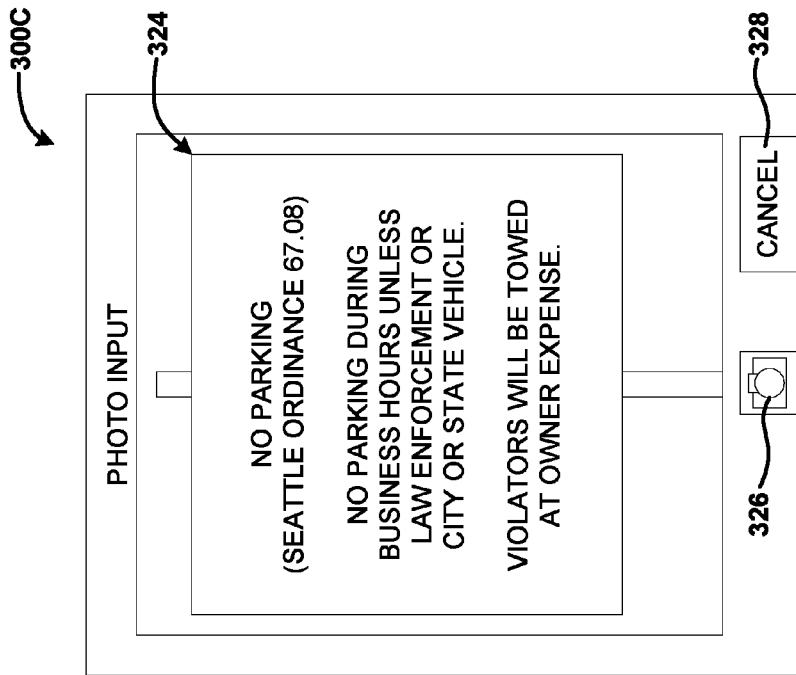 300C
PHOTO INPUT
324
NO PARKING
(SEATTLE ORDINANCE 67.08)
NO PARKING DURING
BUSINESS HOURS UNLESS
LAW ENFORCEMENT OR
CITY OR STATE VEHICLE.
VIOLATORS WILL BE TOWED
AT OWNER EXPENSE.
326
CANCEL
328